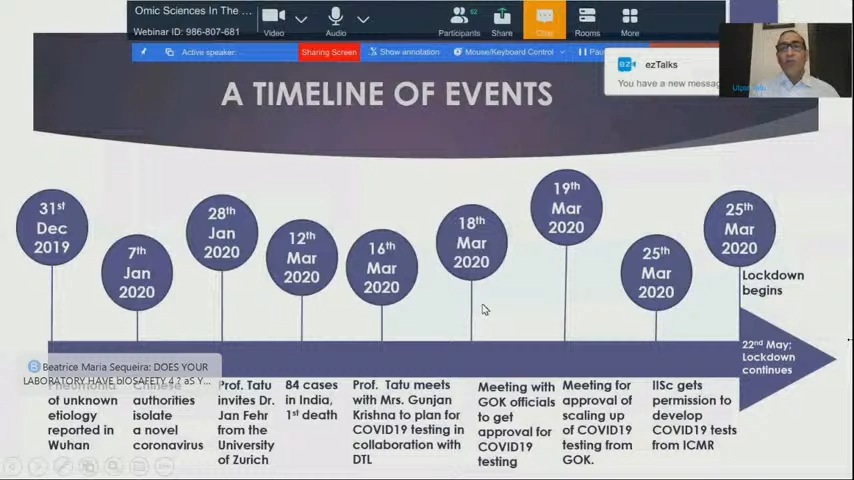 Omic Sciences In The ...
Webinar ID: 986-807-681
Video
Audio
52
Participants
Share
Chat
Rooms
More
Active speaker:
Sharing Screen
Show annotation
Mouse/Keyboard Control
ezTalks
You have a new messag
A TIMELINE OF EVENTS
31st
Dec
2019
7th
Jan
2020
28th
Jan
2020
12th
Mar
2020
16th
Mar
2020
18th
Mar
2020
19th
Mar
2020
25th
Mar
2020
25th
Mar
2020
Lockdown
begins
22nd May:
Lockdown
continues
Beatrice Maria Sequeira: DOES YOUR
LABORATORY HAVE bIOSAFETY 4 ? aS Y...
Pneumonia
of unknown
etiology
reported in
Wuhan
Chinese
authorities
isolate
a novel
coronavirus
Prof. Tatu
invites Dr.
Jan Fehr
from the
University
of Zurich
84 cases
in India,
1st death
Prof. Tatu meets
with Mrs. Gunjan
Krishna to plan for
COVID19 testing in
collaboration with
DTL
Meeting with
GOK officials
to get
approval for
COVID19
testing
Meeting for
approval of
scaling up
of COVID19
testing from
GOK.
IISc gets
permission to
develop
COVID19 tests
from ICMR